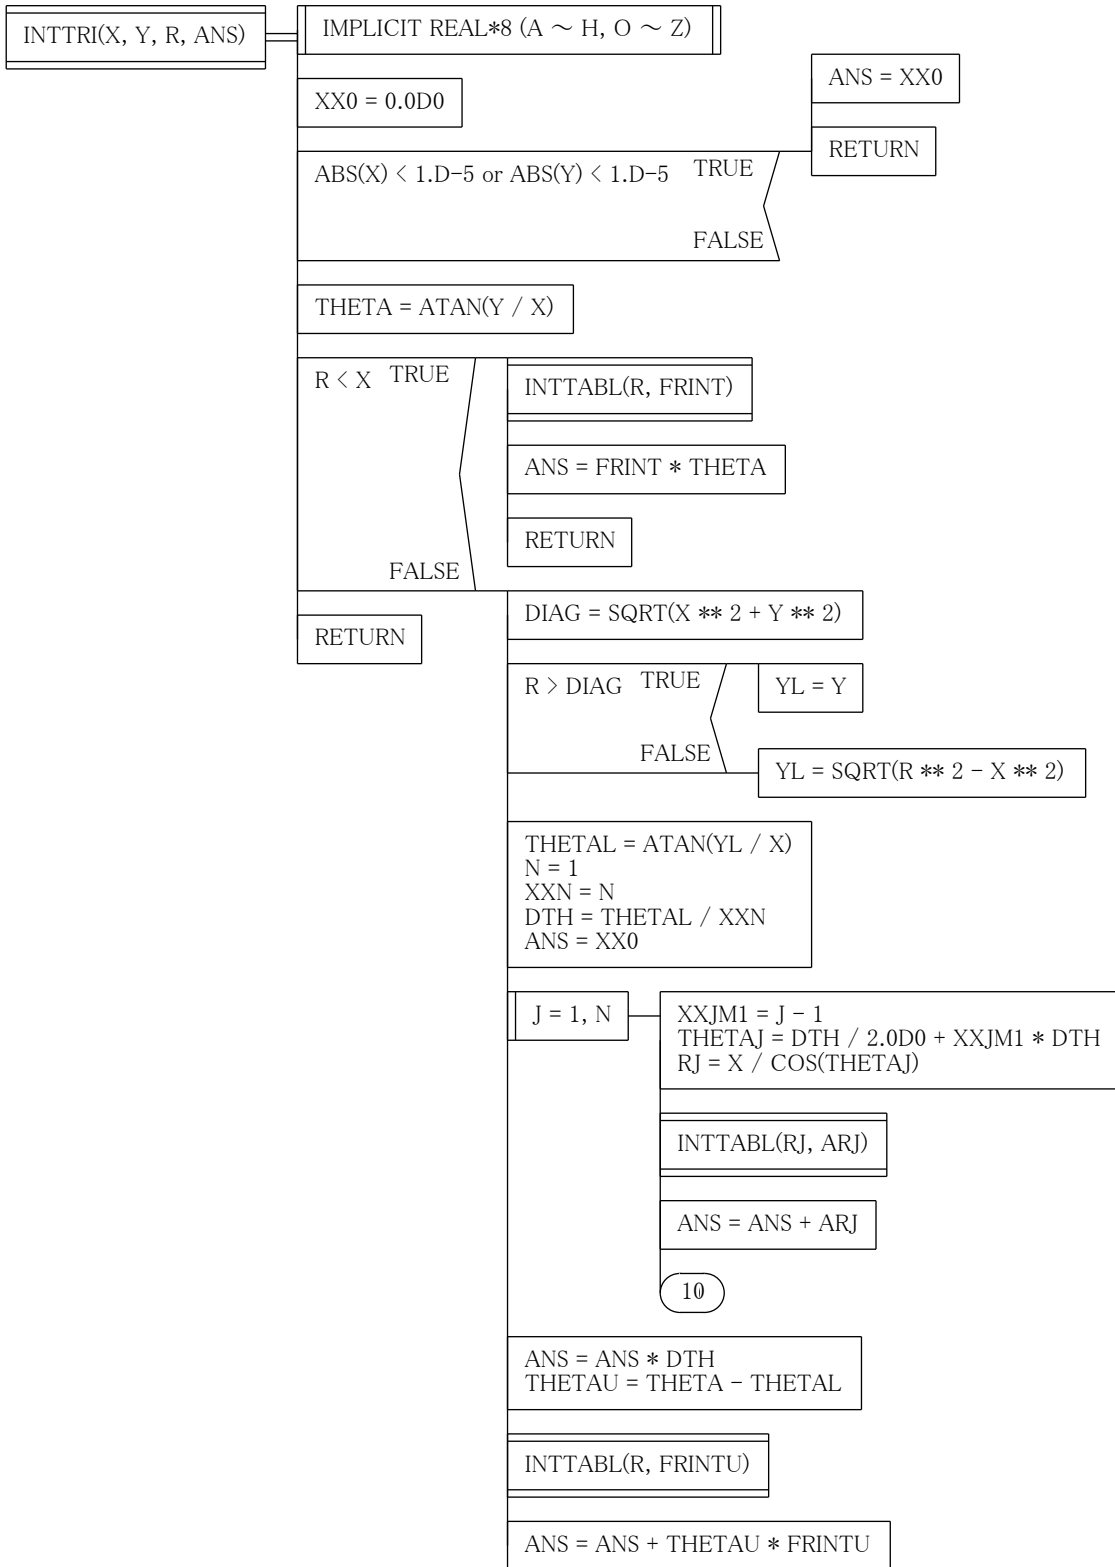 INTTRI(X, Y, R, ANS)
IMPLICIT REAL*8 (A ～ H, O ～ Z)
XX0 = 0.0D0
ABS(X) < 1.D-5 or ABS(Y) < 1.D-5
TRUE
ANS = XX0
RETURN
FALSE
THETA = ATAN(Y / X)
R < X
TRUE
INTTABL(R, FRINT)
ANS = FRINT * THETA
RETURN
FALSE
DIAG = SQRT(X ** 2 + Y ** 2)
R > DIAG
TRUE
YL = Y
FALSE
YL = SQRT(R ** 2 - X ** 2)
THETAL = ATAN(YL / X)
N = 1
XXN = N
DTH = THETAL / XXN
ANS = XX0
J = 1, N
XXJM1 = J - 1
THETAJ = DTH / 2.0D0 + XXJM1 * DTH
RJ = X / COS(THETAJ)
INTTABL(RJ, ARJ)
ANS = ANS + ARJ
10
ANS = ANS * DTH
THETAU = THETA - THETAL
INTTABL(R, FRINTU)
ANS = ANS + THETAU * FRINTU
RETURN